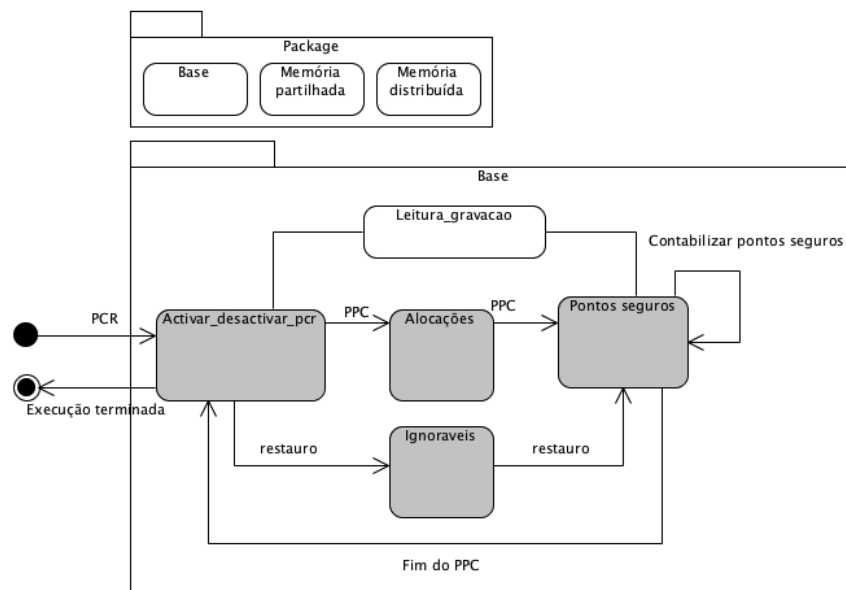 Package
Base
Memória
partilhada
Memória
distribuída
Base
Leitura_gravacao
Contabilizar pontos seguros
PCR
Activar_desactivar_pcr
PPC
Alocações
PPC
Pontos seguros
Execução terminada
restauro
Ignoraveis
restauro
Fim do PPC